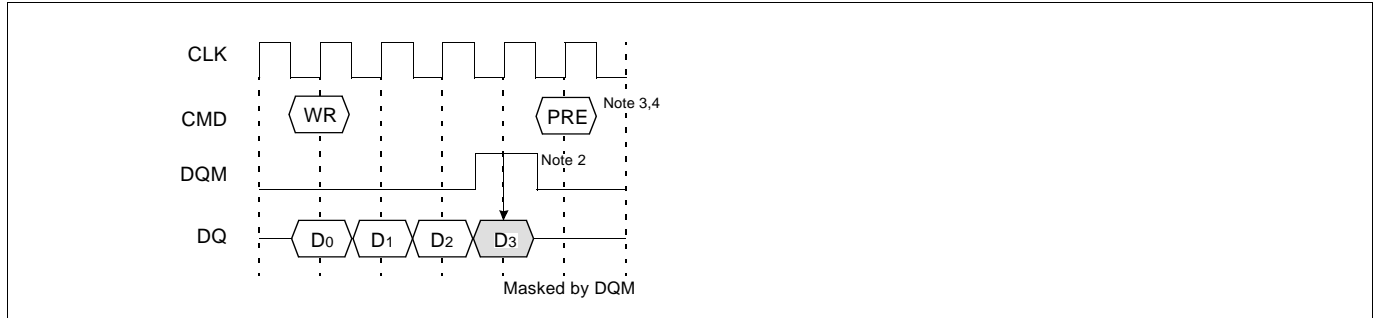 CLK
CMD WR PRE Note 3,4
DQM Note 2
DQ D0 D1 D2 D3
Masked by DQM